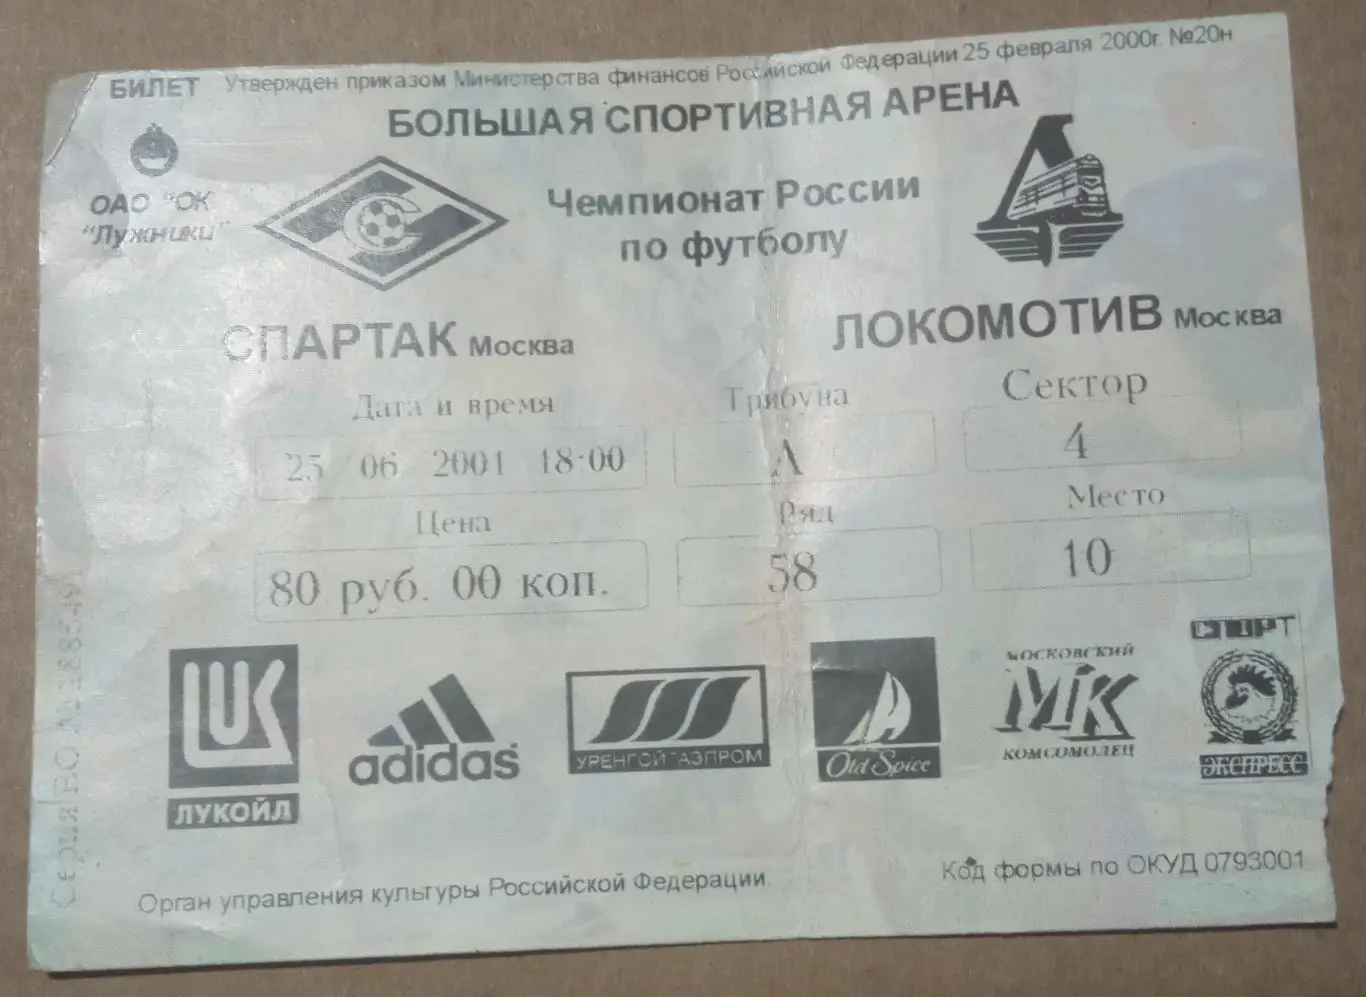 БИЛЕТ Утвержден приказом Министерства финансов Российской Федерации 25 февраля 2000г. №20н
БОЛЬШАЯ СПОРТИВНАЯ АРЕНА
ОАО "ОК
"Лужники"
Чемпионат России
по футболу
СПАРТАК Москва
ЛОКОМОТИВ Москва
Дата и время
Трибуна
Сектор
25 06 2001 18:00
А
4
Цена
Ряд
Место
80 руб. 00 коп.
58
10
ЛУКОЙЛ
adidas
УРЕНГОЙГАЗПРОМ
Old Spice
МОСКОВСКИЙ
МК
КОМСОМОЛЕЦ
СПОРТ
ЭКСПРЕСС
Орган управления культуры Российской Федерации.
Код формы по ОКУД 0793001
Серия